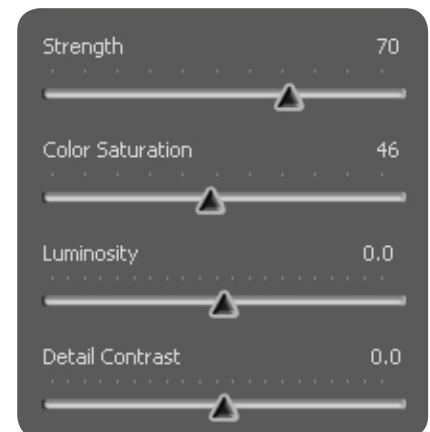 Strength 70
Color Saturation 46
Luminosity 0.0
Detail Contrast 0.0